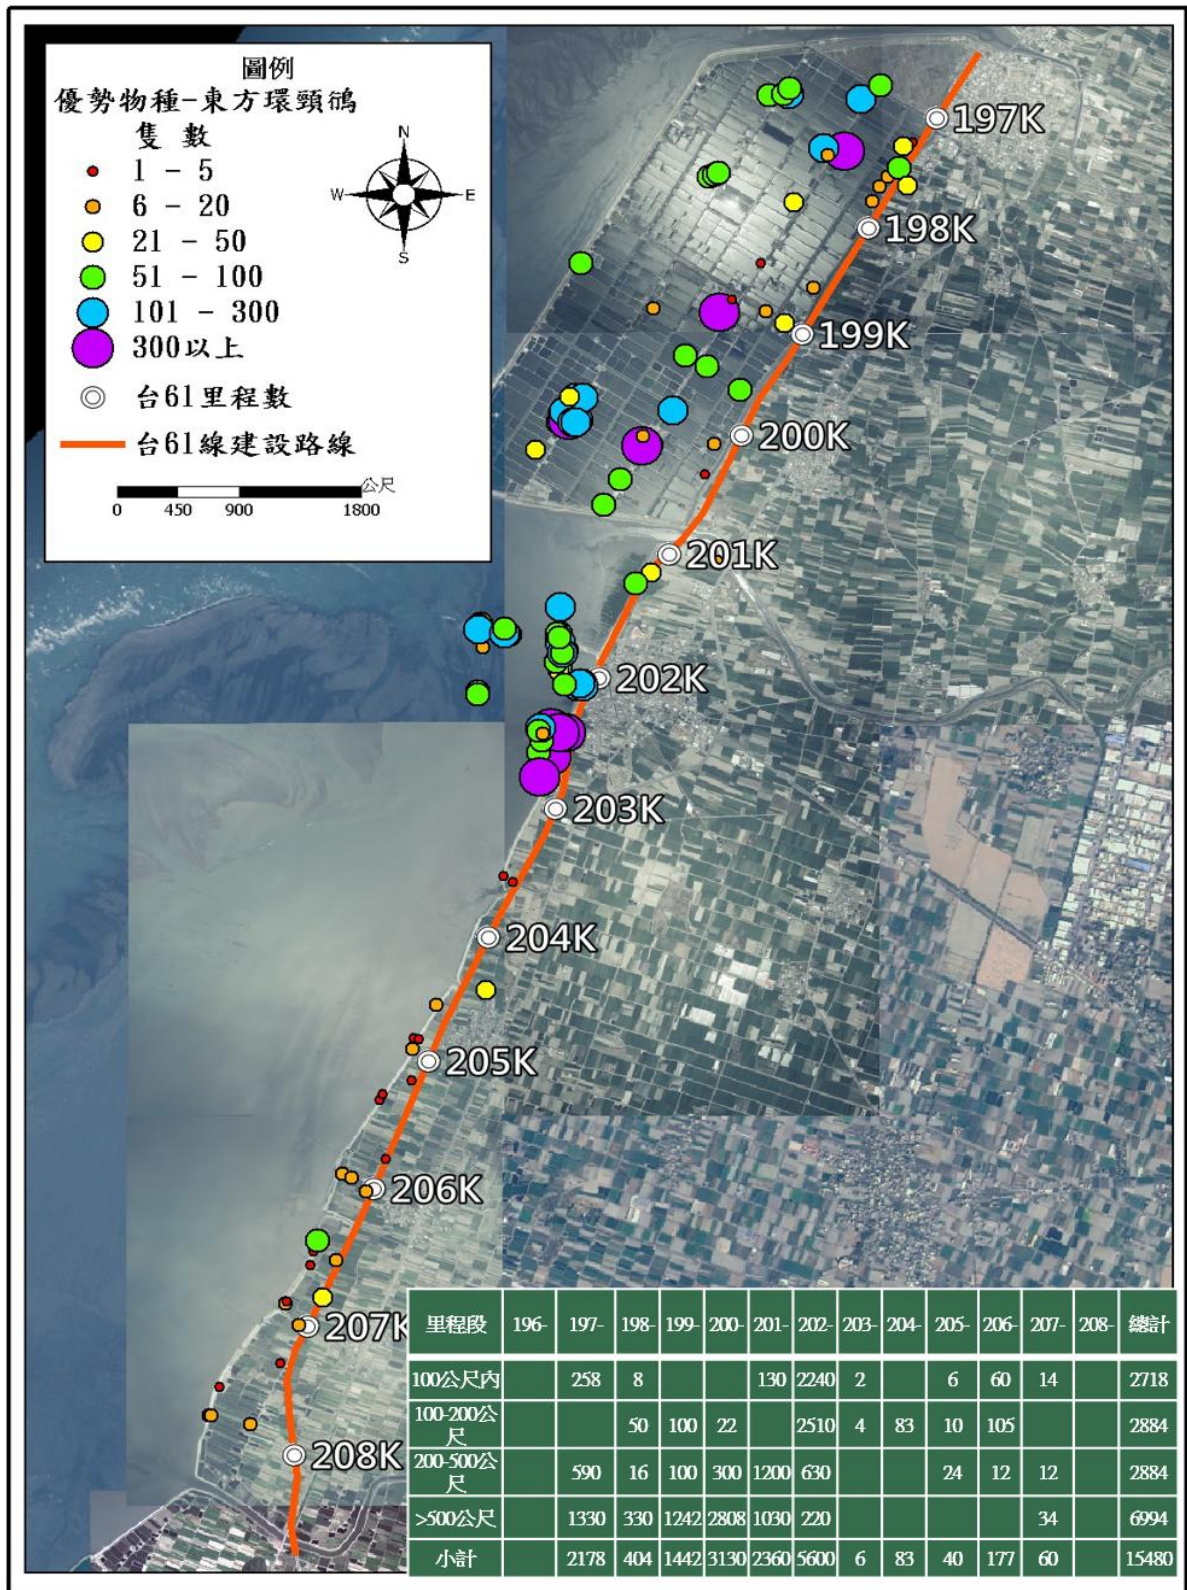 圖例
優勢物種-東方環頸鴴
隻 數
1 - 5
6 - 20
21 - 50
51 - 100
101 - 300
300以上
台61里程數
台61線建設路線
公尺
0 450 900 1800
N
W E
S
197K
198K
199K
200K
201K
202K
203K
204K
205K
206K
207K
208K
里程段 196- 197- 198- 199- 200- 201- 202- 203- 204- 205- 206- 207- 208- 總計
100公尺內 258 8 130 2240 2 6 60 14 2718
100-200公尺 50 100 22 2510 4 83 10 105 2884
200-500公尺 590 16 100 300 1200 630 24 12 12 2884
>500公尺 1330 330 1242 2808 1030 220 34 6994
小計 2178 404 1442 3130 2360 5600 6 83 40 177 60 15480